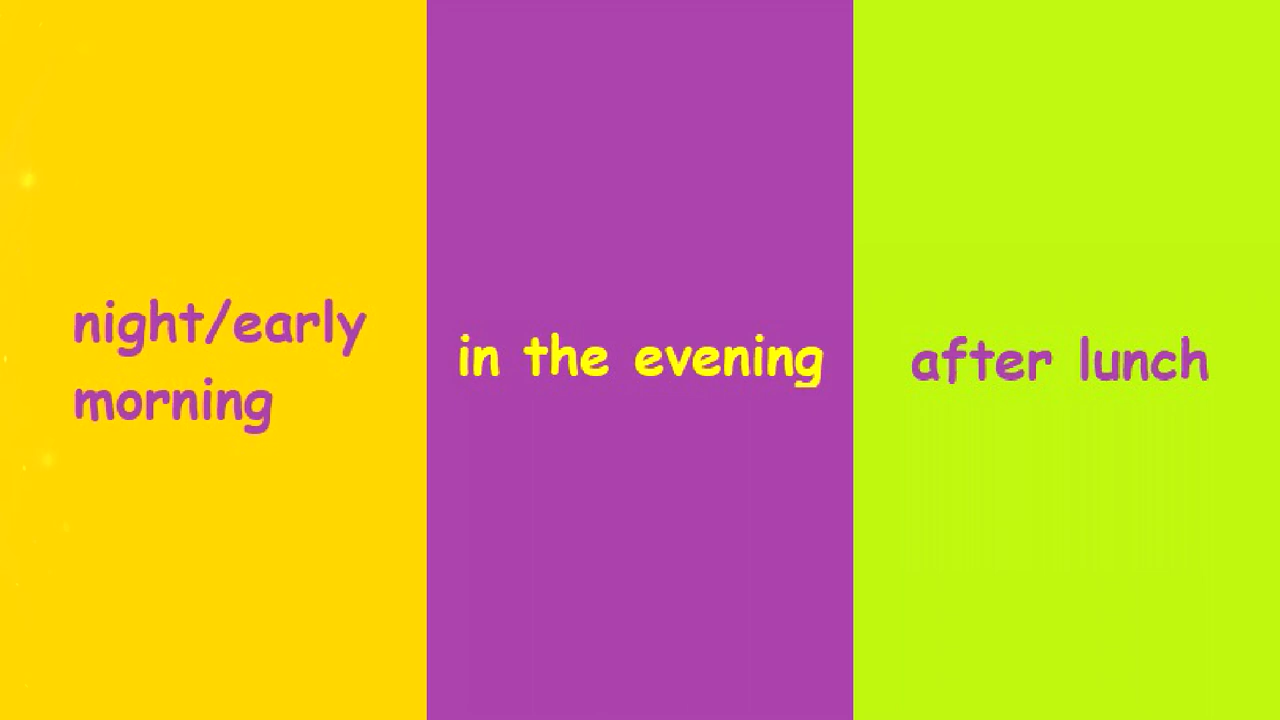 night/early
morning
in the evening
after lunch